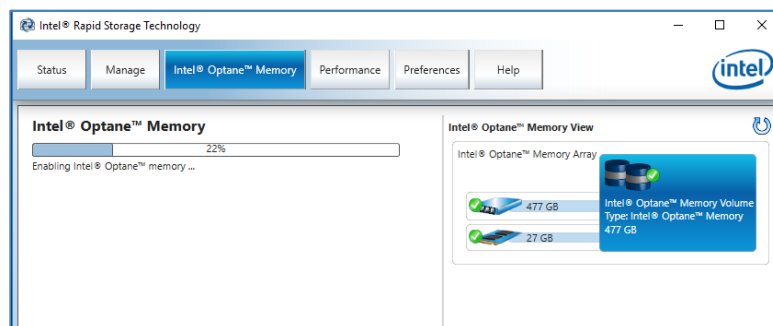 Intel® Rapid Storage Technology
Status
Manage
Intel® Optane™ Memory
Performance
Preferences
Help
intel
Intel® Optane™ Memory
22%
Enabling Intel® Optane™ memory ...
Intel® Optane™ Memory View
Intel® Optane™ Memory Array
477 GB
27 GB
Intel® Optane™ Memory Volume
Type: Intel® Optane™ Memory
477 GB